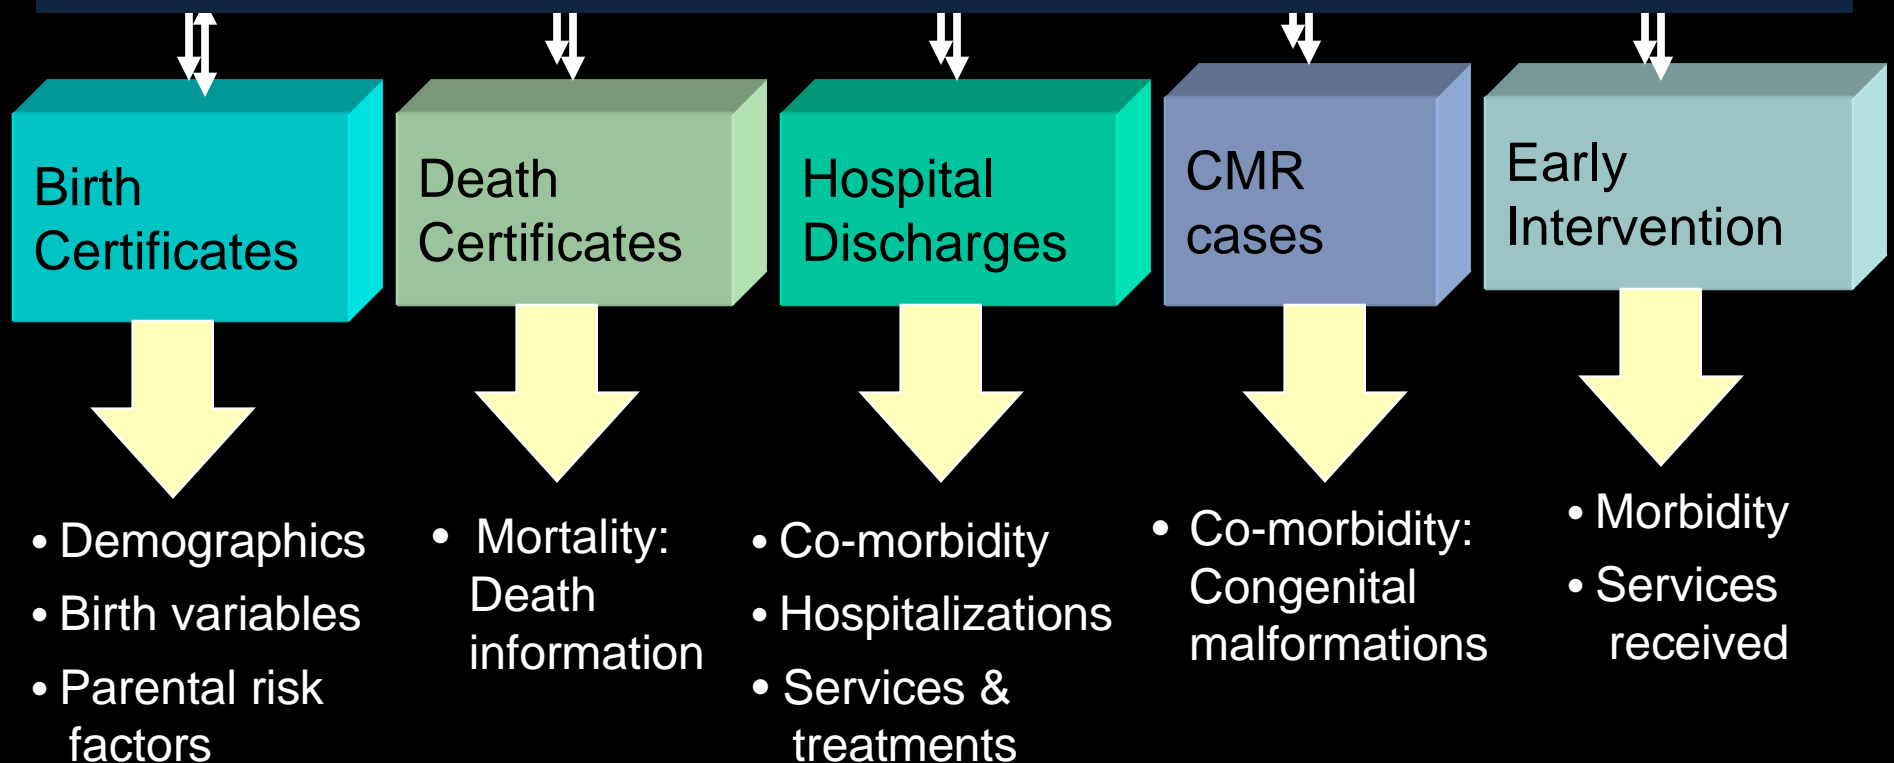 Birth
Certificates
Death
Certificates
Hospital
Discharges
CMR
cases
Early
Intervention
• Demographics
• Birth variables
• Parental risk
factors
• Mortality:
Death
information
• Co-morbidity
• Hospitalizations
• Services &
treatments
• Co-morbidity:
Congenital
malformations
• Morbidity
• Services
received